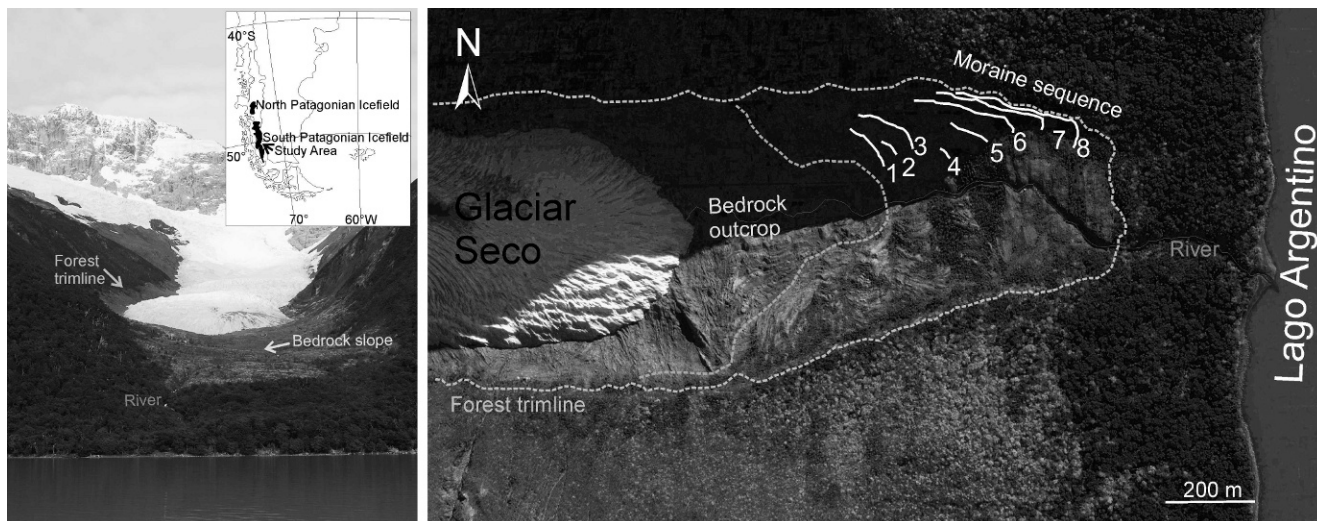 40°S
North Patagonian Icefield
South Patagonian Icefield
Study Area
50°
70°
60°W
Forest
trimline
Bedrock slope
River
N
Moraine sequence
1
2
3
4
5
6
7
8
Glaciar
Seco
Bedrock
outcrop
River
Forest trimline
Lago Argentino
200 m